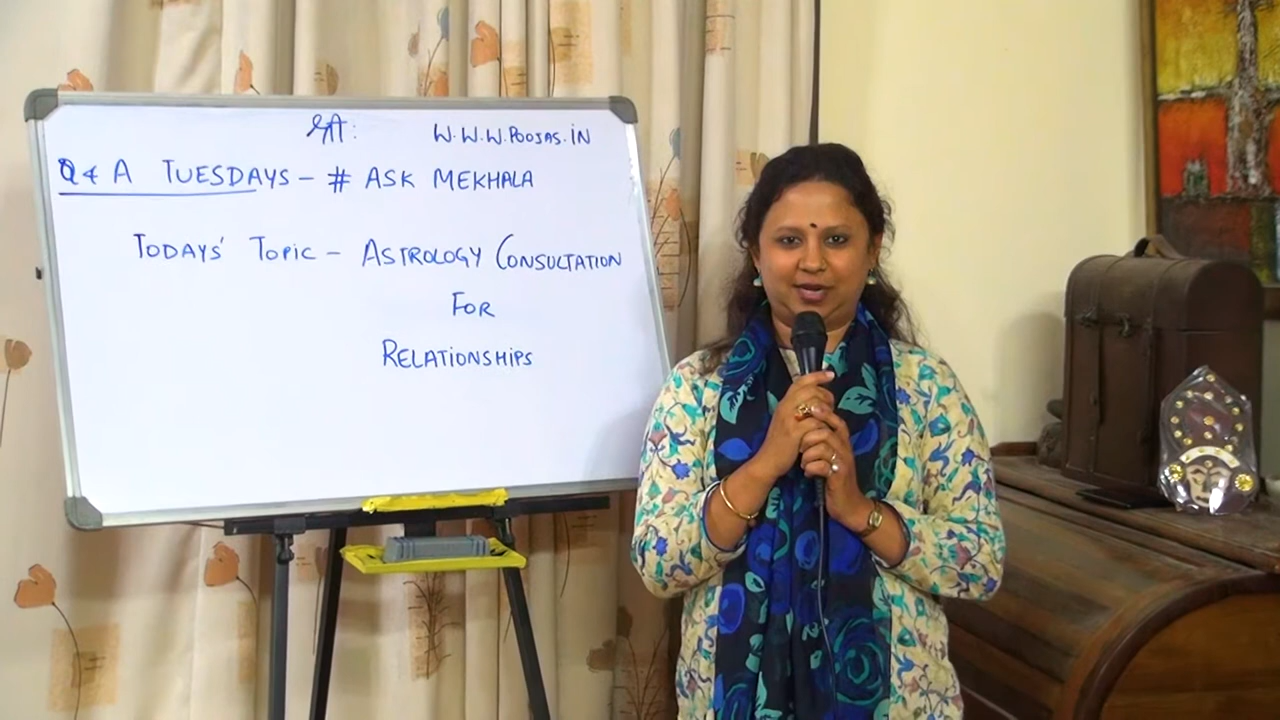 W.W.W.POOJAS.IN
Q & A TUESDAYS - # ASK MEKHALA
TODAYS' TOPIC - ASTROLOGY CONSULTATION
FOR
RELATIONSHIPS